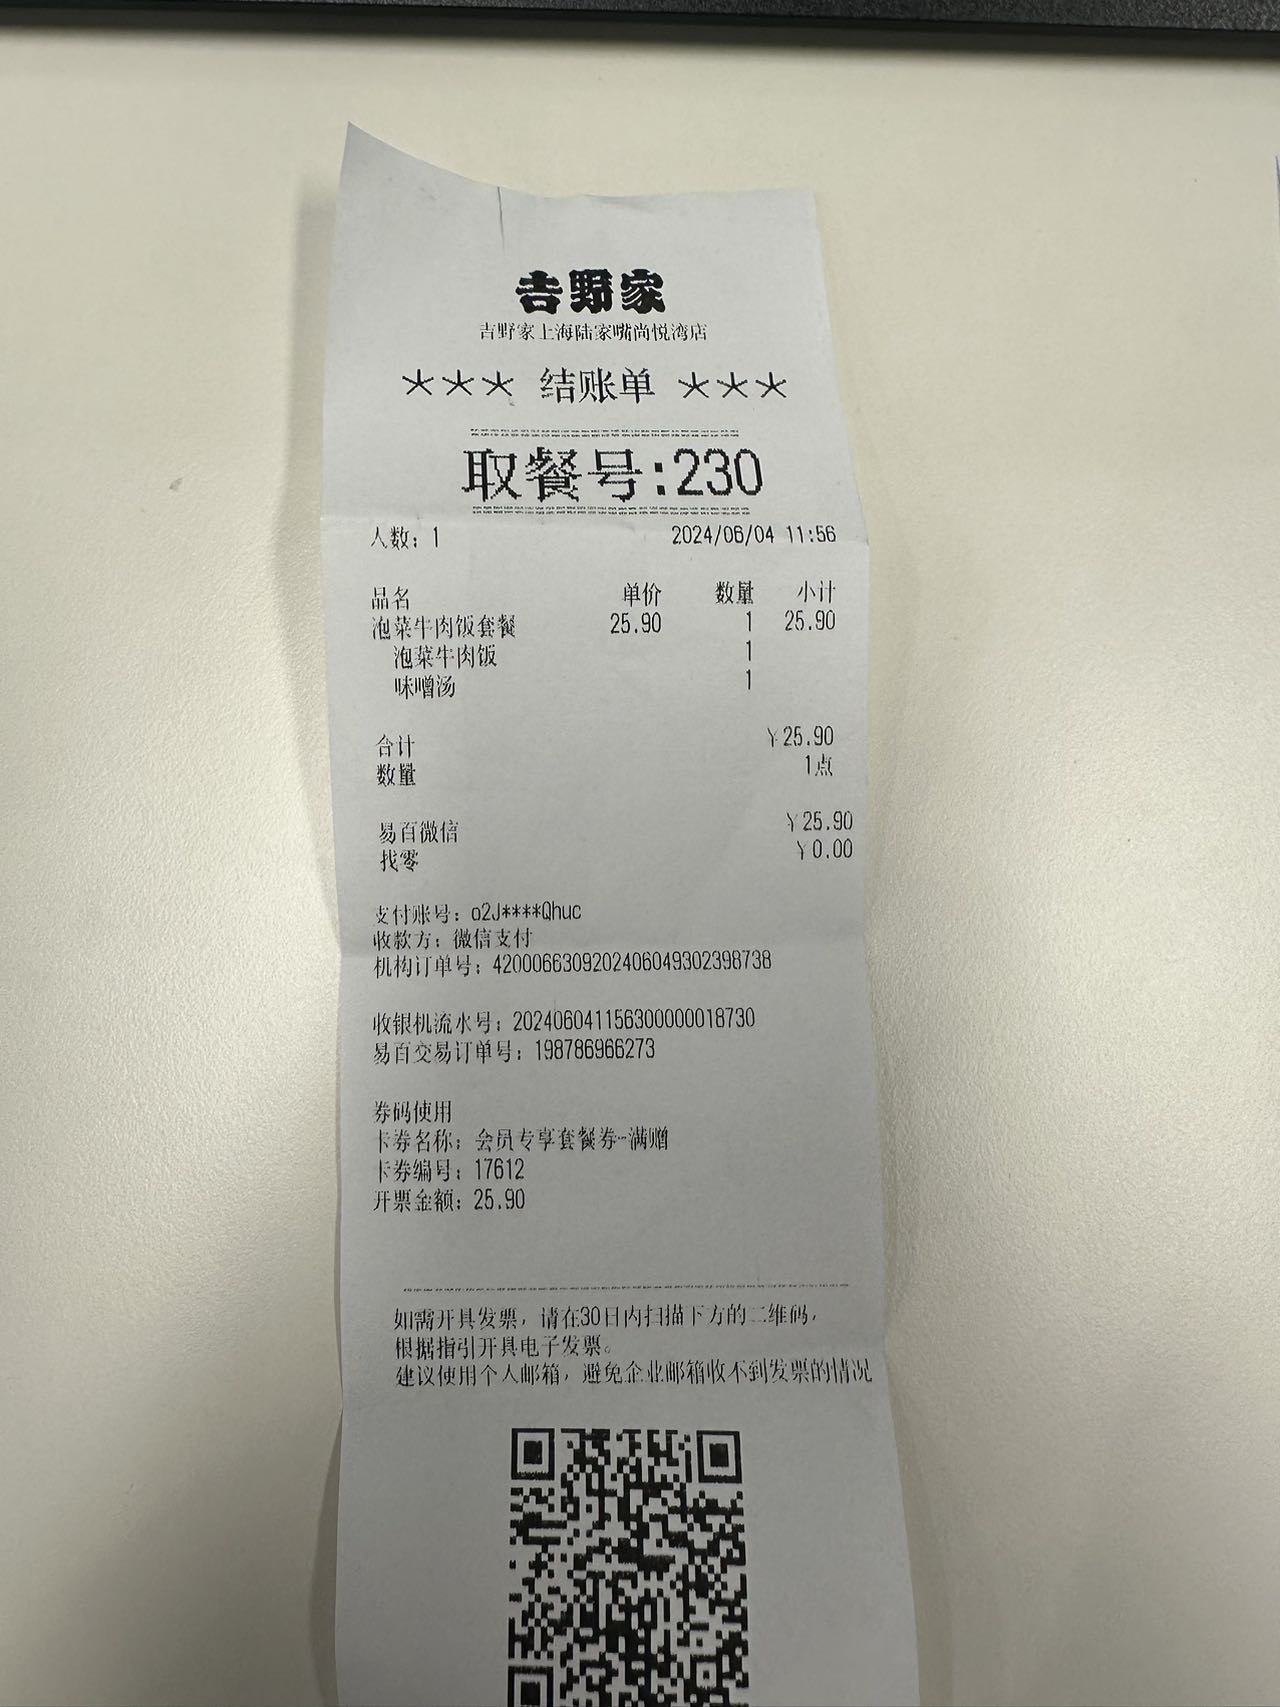 吉野家
吉野家上海陆家嘴尚悦湾店
*** 结账单 ***
取餐号:230
人数: 1 2024/06/04 11:56
品名 单价 数量 小计
泡菜牛肉饭套餐 25.90 1 25.90
泡菜牛肉饭 1
味噌汤 1
合计 ¥25.90
数量 1点
易百微信 ¥25.90
找零 ¥0.00
支付账号: o2J****Qhuc
收款方: 微信支付
机构订单号: 4200066309202406049302398738
收银机流水号: 202406041156300000018730
易百交易订单号: 198786966273
券码使用
卡券名称: 会员专享套餐券-满赠
卡券编号: 17612
开票金额: 25.90
如需开具发票, 请在30日内扫描下方的二维码,
根据指引开具电子发票。
建议使用个人邮箱, 避免企业邮箱收不到发票的情况